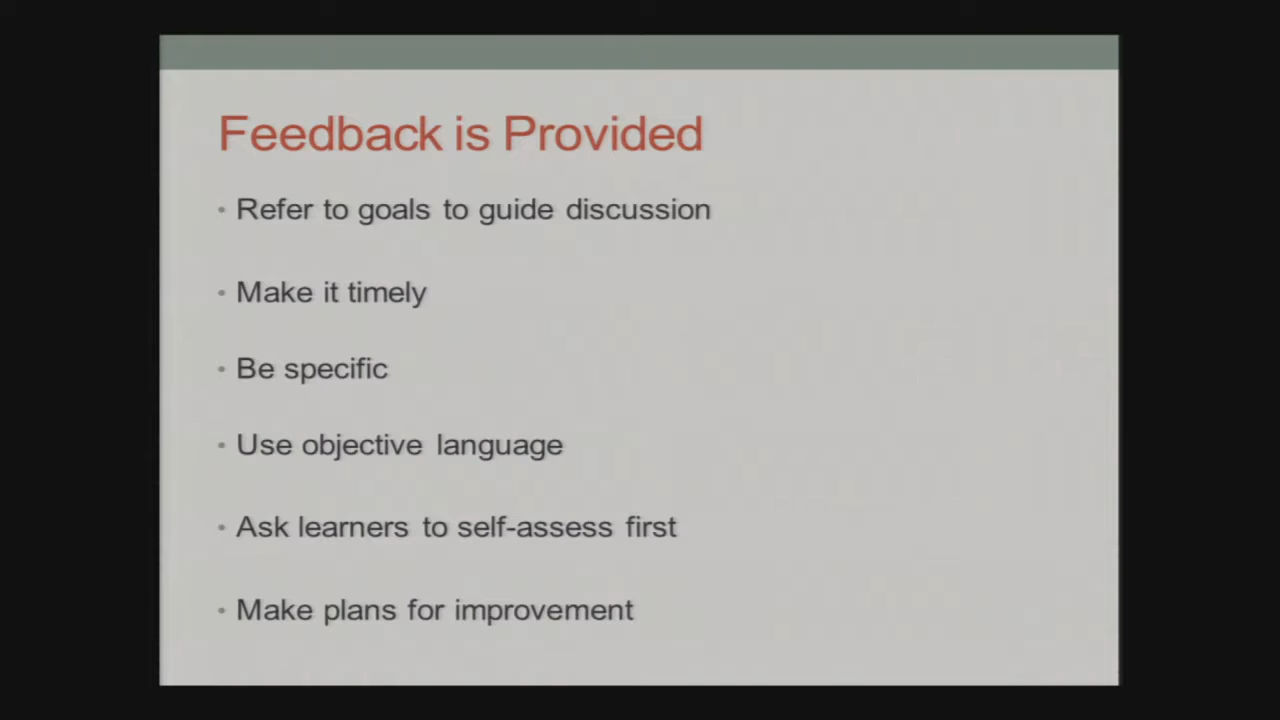 Feedback is Provided
• Refer to goals to guide discussion
• Make it timely
• Be specific
• Use objective language
• Ask learners to self-assess first
• Make plans for improvement